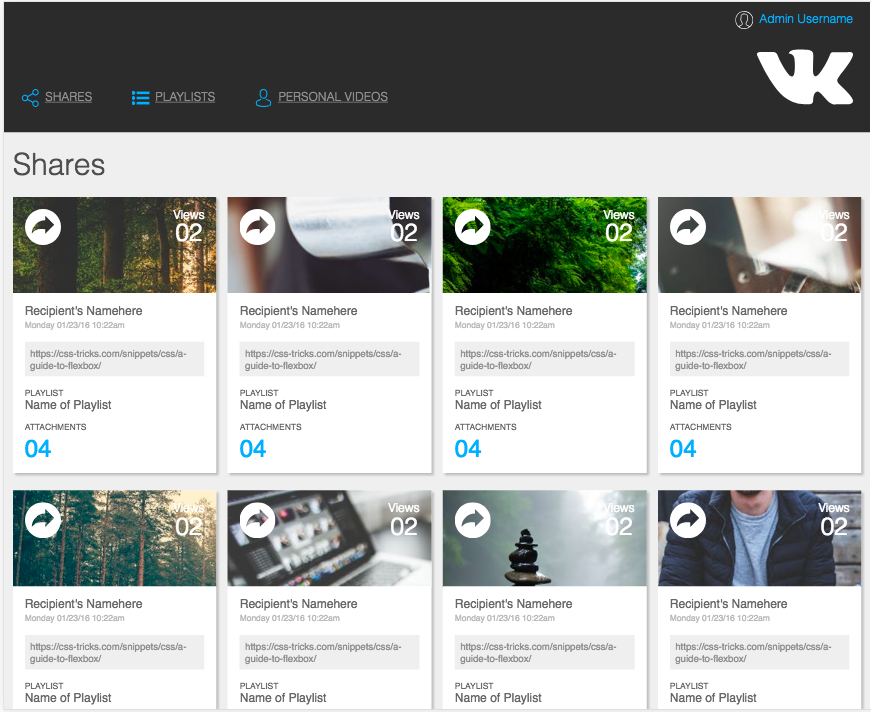 Admin Username
VK
SHARES
PLAYLISTS
PERSONAL VIDEOS
Shares
Views
02
Views
02
Views
02
Views
02
Recipient's Namehere
Monday 01/23/16 10:22am
https://css-tricks.com/snippets/css/a-
guide-to-flexbox/
PLAYLIST
Name of Playlist
ATTACHMENTS
04
Recipient's Namehere
Monday 01/23/16 10:22am
https://css-tricks.com/snippets/css/a-
guide-to-flexbox/
PLAYLIST
Name of Playlist
ATTACHMENTS
04
Recipient's Namehere
Monday 01/23/16 10:22am
https://css-tricks.com/snippets/css/a-
guide-to-flexbox/
PLAYLIST
Name of Playlist
ATTACHMENTS
04
Recipient's Namehere
Monday 01/23/16 10:22am
https://css-tricks.com/snippets/css/a-
guide-to-flexbox/
PLAYLIST
Name of Playlist
ATTACHMENTS
04
Views
02
Views
02
Views
02
Views
02
Recipient's Namehere
Monday 01/23/16 10:22am
https://css-tricks.com/snippets/css/a-
guide-to-flexbox/
PLAYLIST
Name of Playlist
Recipient's Namehere
Monday 01/23/16 10:22am
https://css-tricks.com/snippets/css/a-
guide-to-flexbox/
PLAYLIST
Name of Playlist
Recipient's Namehere
Monday 01/23/16 10:22am
https://css-tricks.com/snippets/css/a-
guide-to-flexbox/
PLAYLIST
Name of Playlist
Recipient's Namehere
Monday 01/23/16 10:22am
https://css-tricks.com/snippets/css/a-
guide-to-flexbox/
PLAYLIST
Name of Playlist